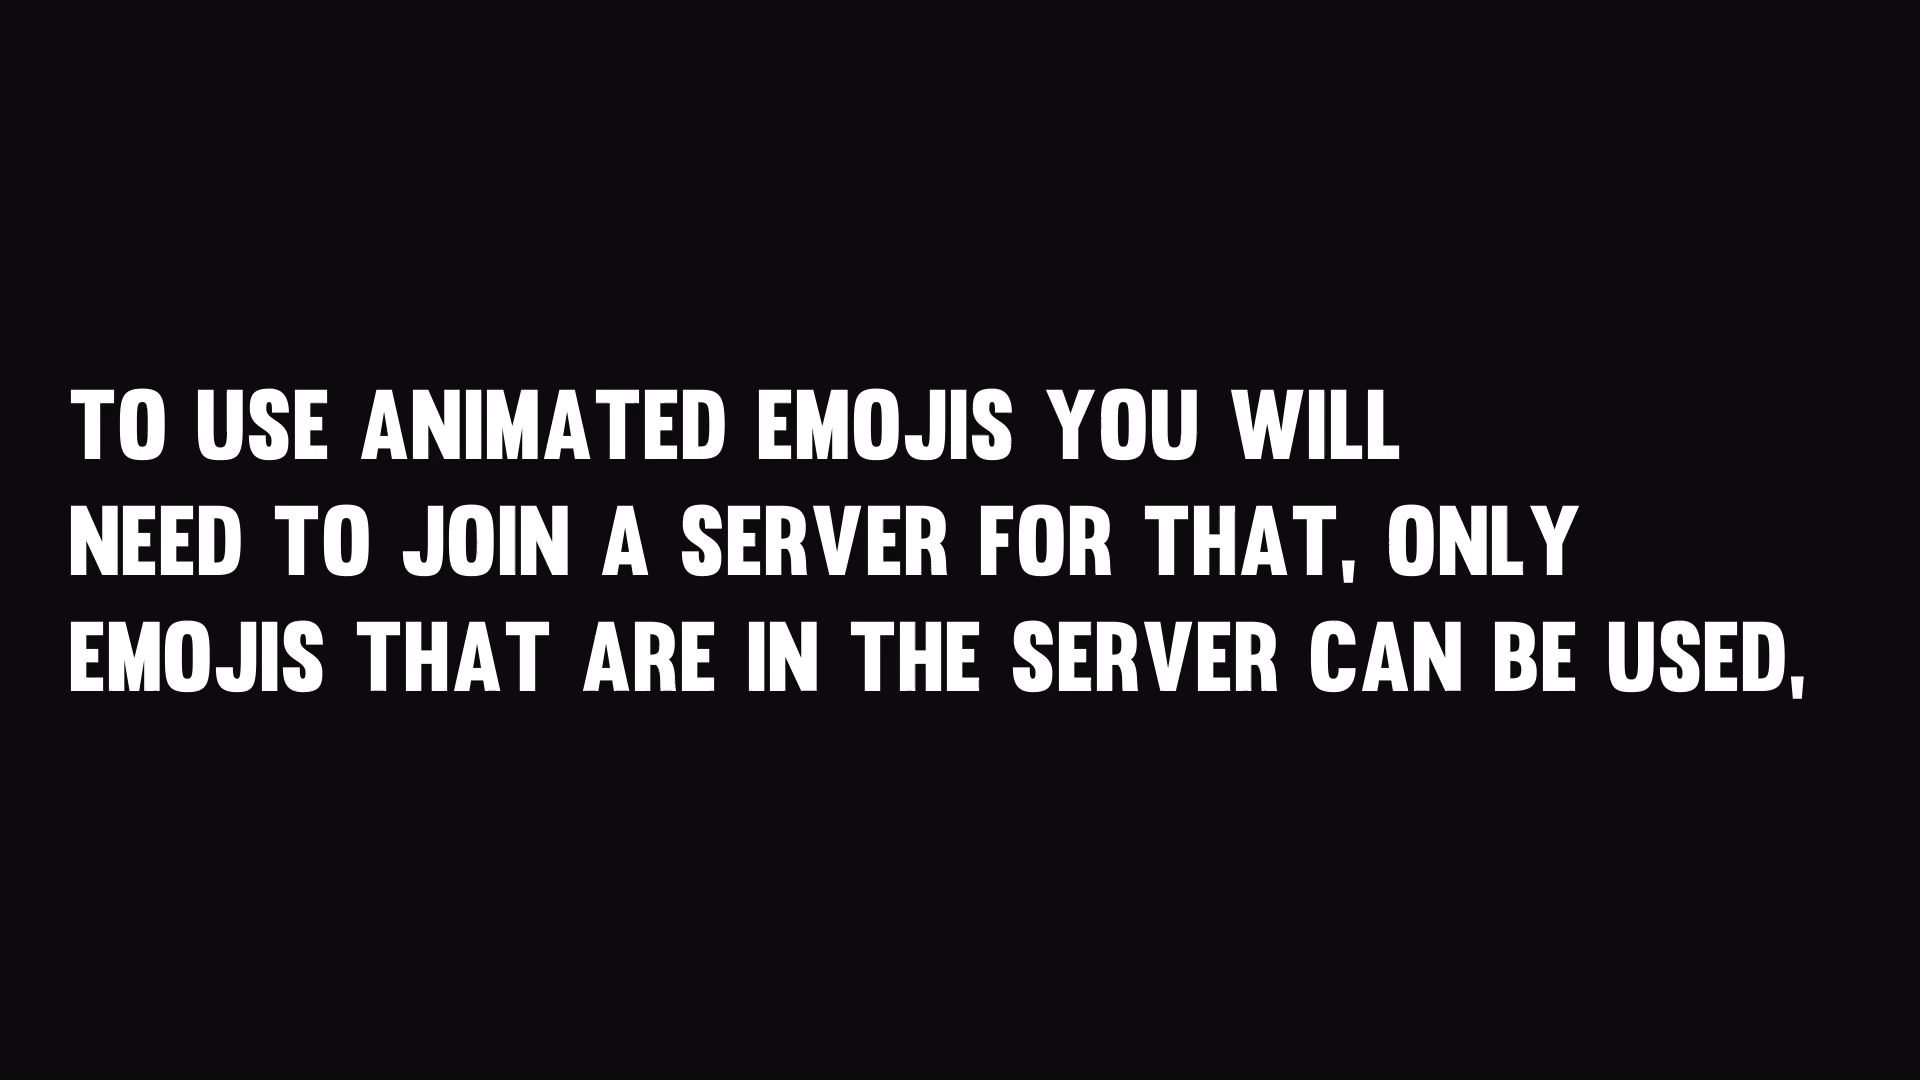 TO USE ANIMATED EMOJIS YOU WILL
NEED TO JOIN A SERVER FOR THAT, ONLY
EMOJIS THAT ARE IN THE SERVER CAN BE USED,